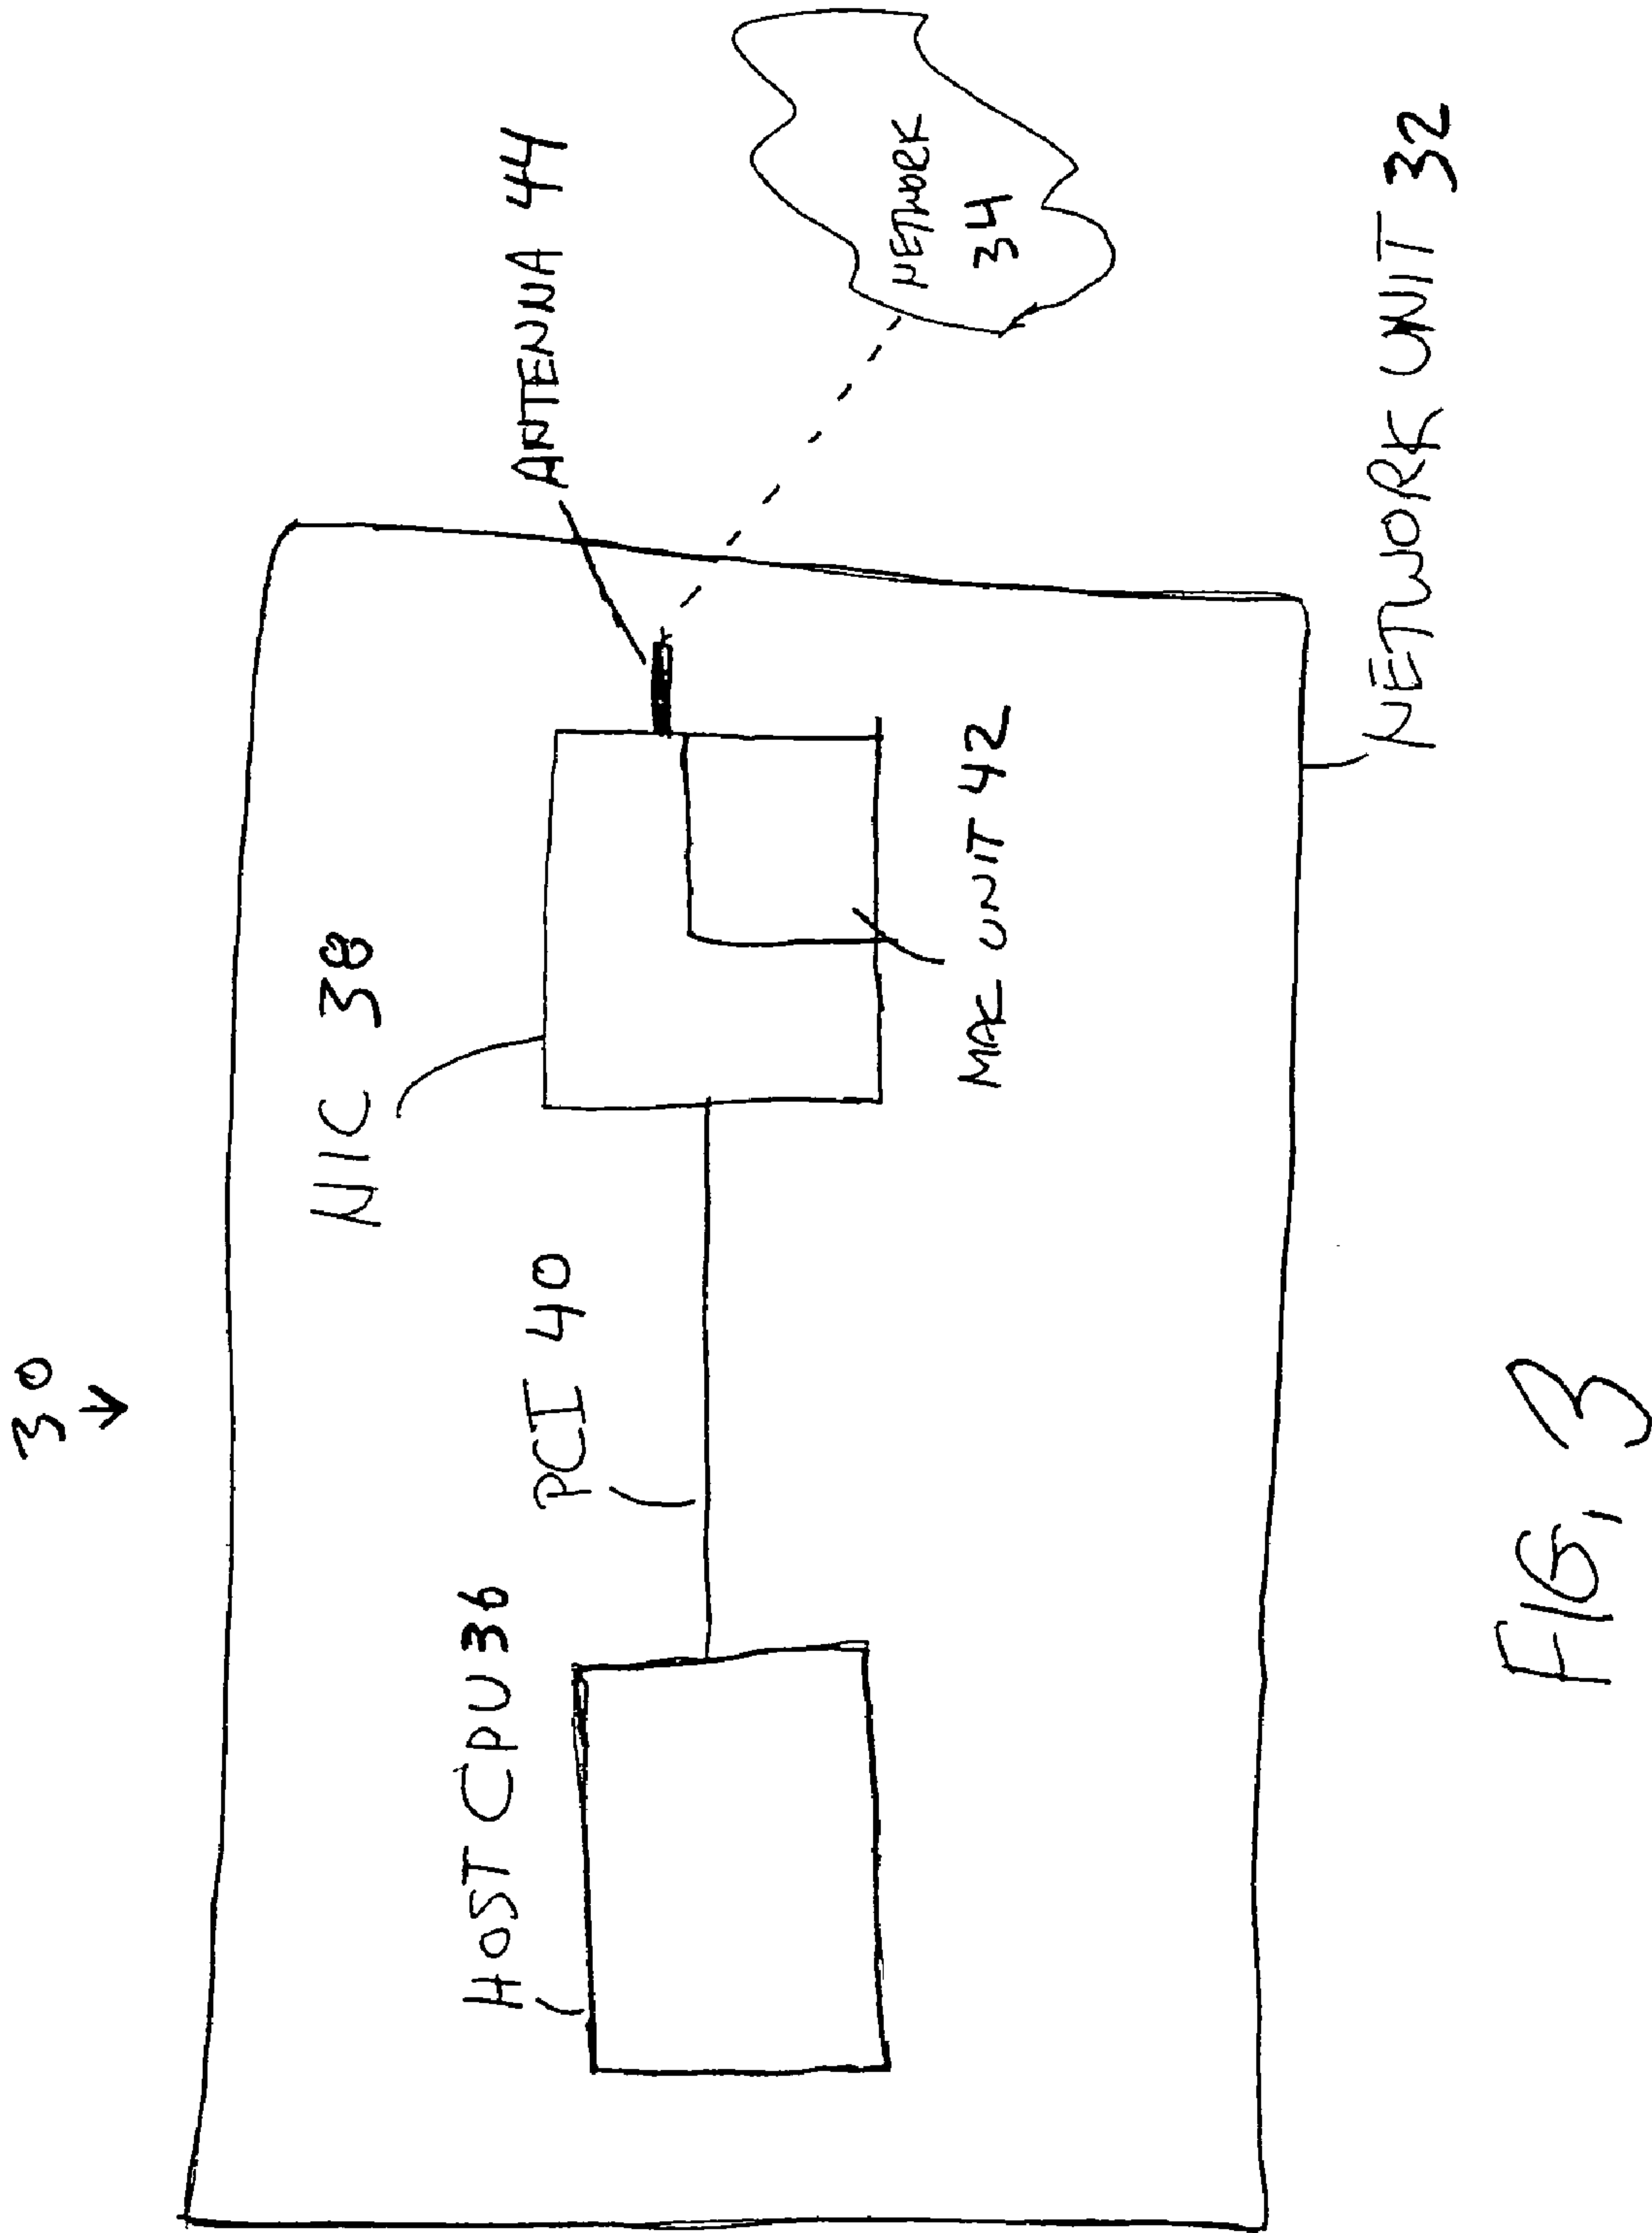 30
NIC 38
ANTENNA 44
HOST CPU 36
PCI 40
NETWORK
34
MAC UNIT 42
NETWORK UNIT 32
FIG. 3